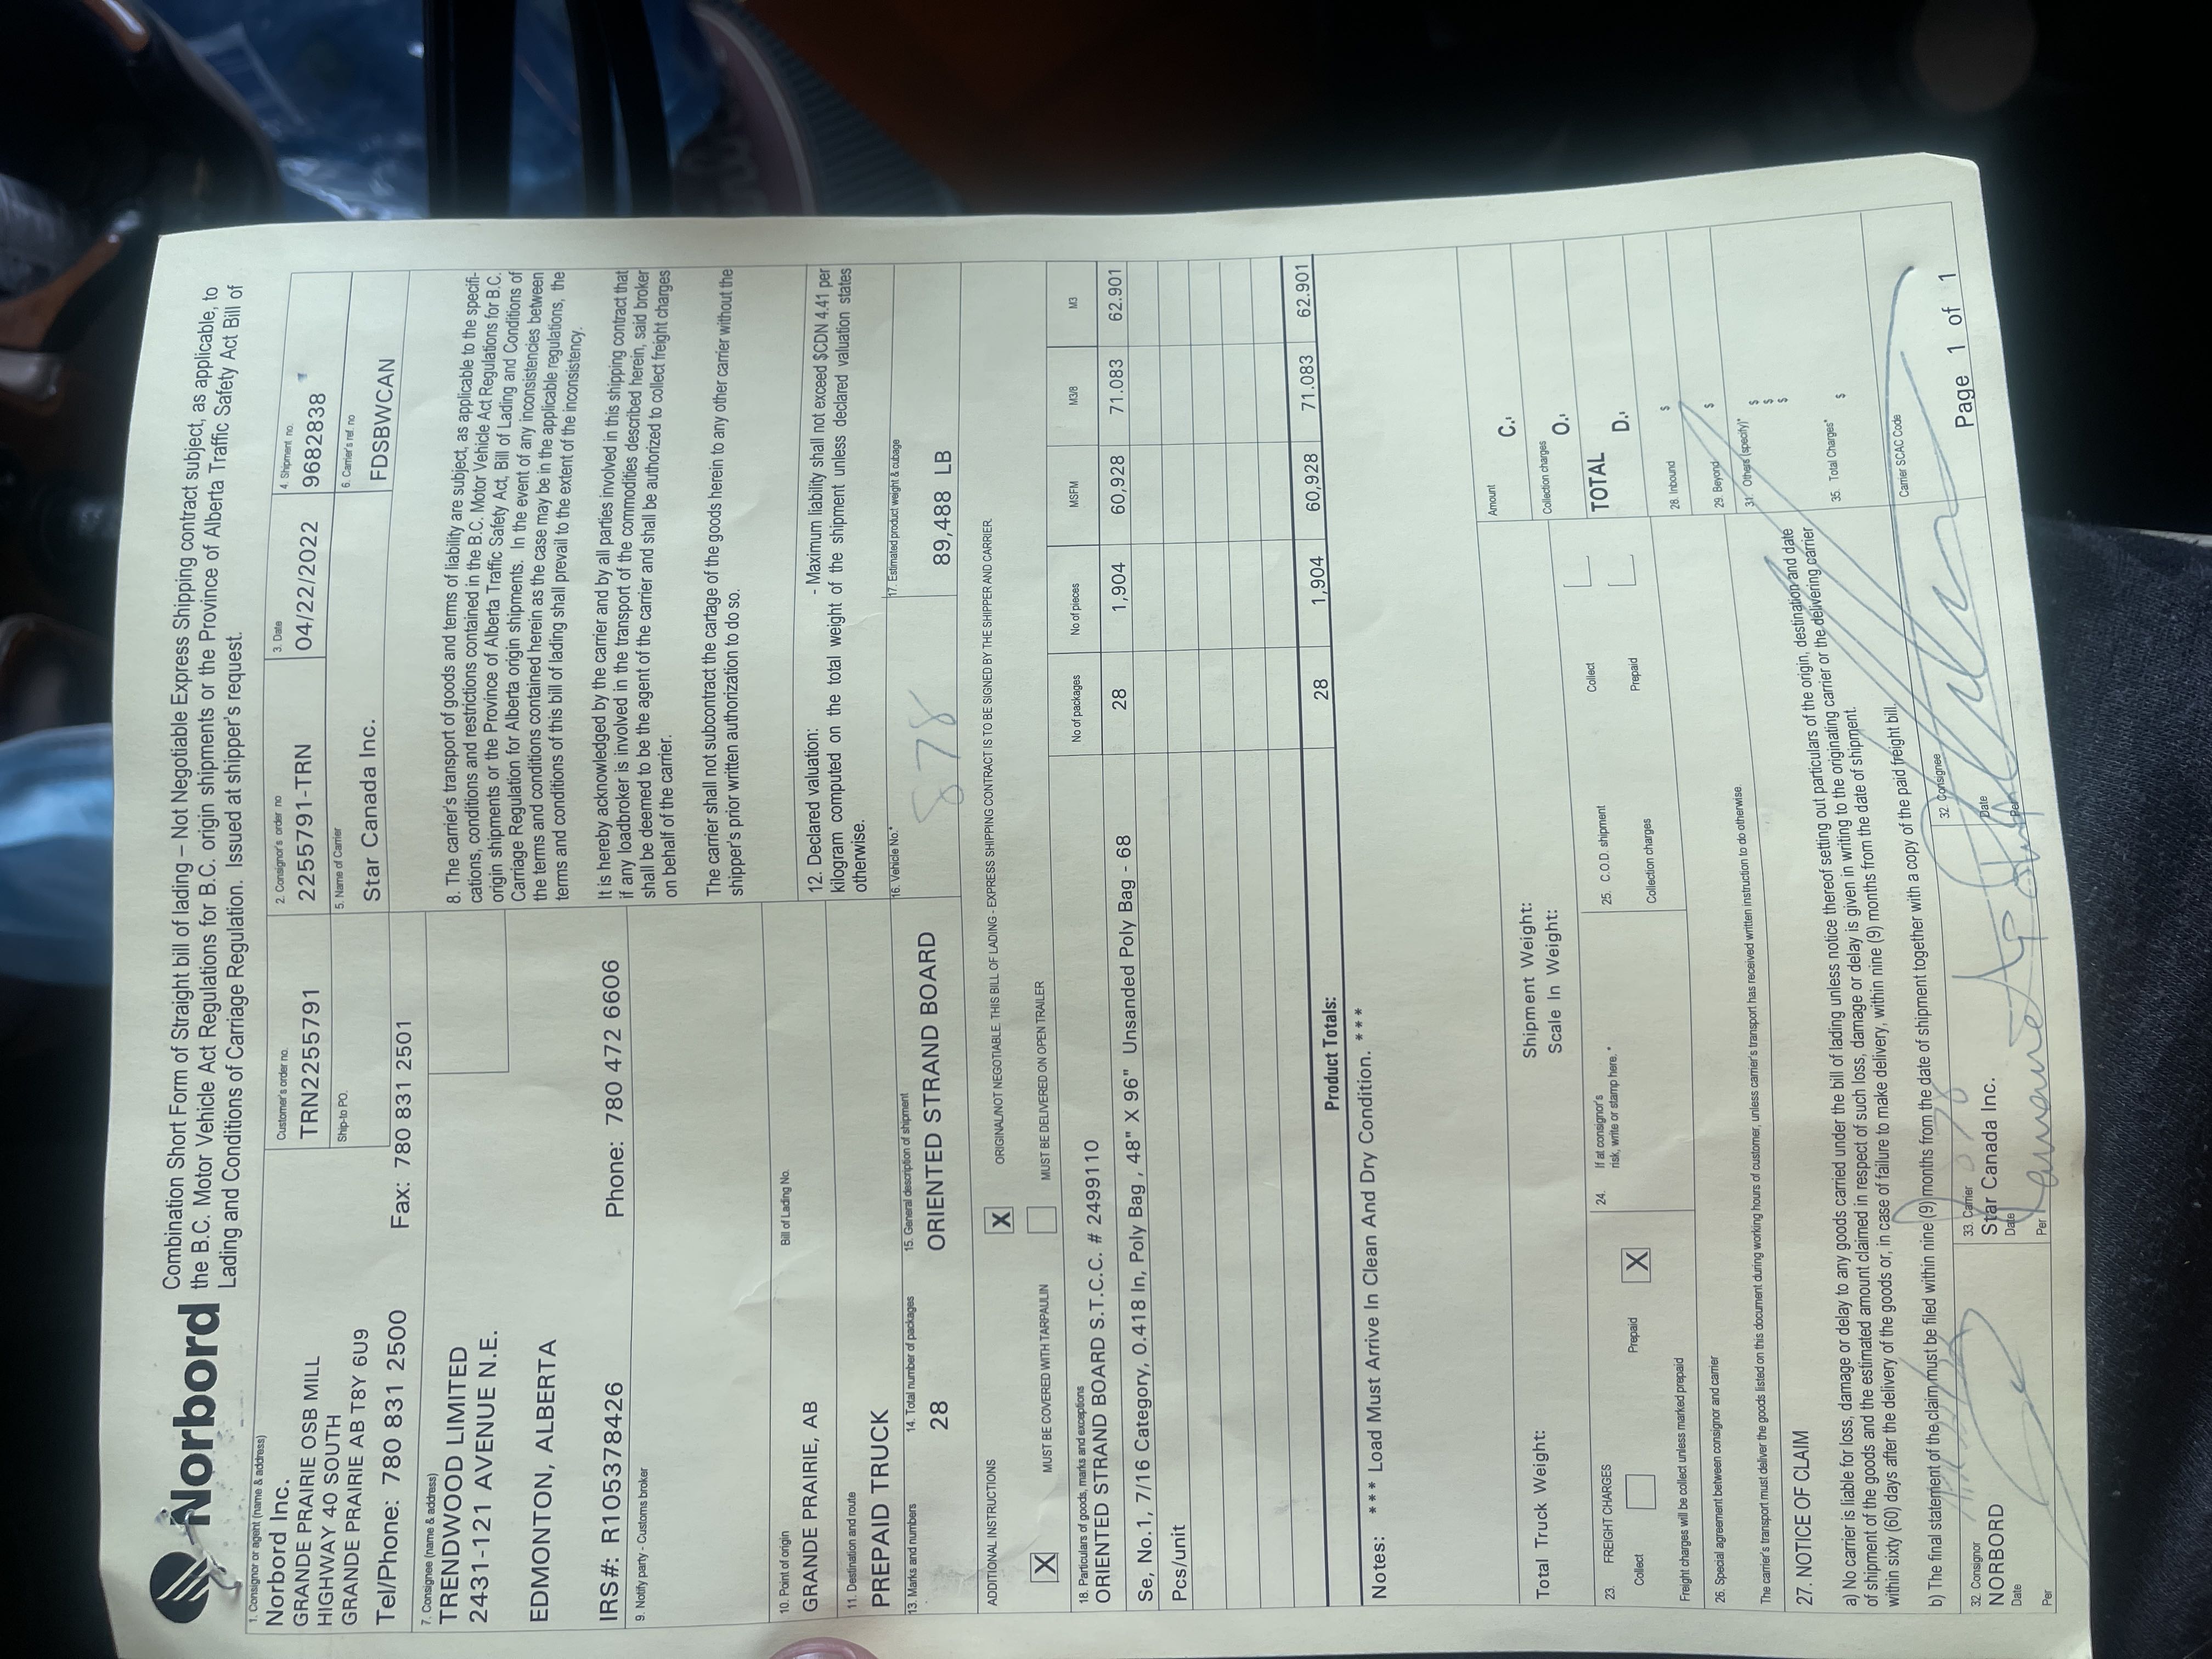 Norbord
Combination Short Form of Straight bill of lading – Not Negotiable Express Shipping contract subject, as applicable, to
the B.C. Motor Vehicle Act Regulations for B.C. origin shipments or the Province of Alberta Traffic Safety Act Bill of
Lading and Conditions of Carriage Regulation. Issued at shipper's request.
1. Consignor or agent (name & address)
Norbord Inc.
GRANDE PRAIRIE OSB MILL
HIGHWAY 40 SOUTH
GRANDE PRAIRIE AB T8Y 6U9
Tel/Phone: 780 831 2500 Fax: 780 831 2501
Customer's order no.
TRN2255791
2. Consignor's order no
2255791-TRN
3. Date
04/22/2022
4. Shipment no.
9682838
Ship-to PO.
5. Name of Carrier
Star Canada Inc.
6. Carrier's ref. no
FDSBWCAN
7. Consignee (name & address)
TRENDWOOD LIMITED
2431-121 AVENUE N.E.
EDMONTON, ALBERTA
IRS#: R105378426 Phone: 780 472 6606
8. The carrier's transport of goods and terms of liability are subject, as applicable to the specifi-
cations, conditions and restrictions contained in the B.C. Motor Vehicle Act Regulations for B.C.
origin shipments or the Province of Alberta Traffic Safety Act, Bill of Lading and Conditions of
Carriage Regulation for Alberta origin shipments. In the event of any inconsistencies between
the terms and conditions contained herein as the case may be in the applicable regulations, the
terms and conditions of this bill of lading shall prevail to the extent of the inconsistency.
It is hereby acknowledged by the carrier and by all parties involved in this shipping contract that
if any loadbroker is involved in the transport of the commodities described herein, said broker
shall be deemed to be the agent of the carrier and shall be authorized to collect freight charges
on behalf of the carrier.
The carrier shall not subcontract the cartage of the goods herein to any other carrier without the
shipper's prior written authorization to do so.
9. Notify party - Customs broker
10. Point of origin Bill of Lading No.
GRANDE PRAIRIE, AB
11. Destination and route
PREPAID TRUCK
12. Declared valuation: - Maximum liability shall not exceed $CDN 4.41 per
kilogram computed on the total weight of the shipment unless declared valuation states
otherwise.
13. Marks and numbers
14. Total number of packages
28
15. General description of shipment
ORIENTED STRAND BOARD
16. Vehicle No.*
878
17. Estimated product weight & cubage
89,488 LB
ADDITIONAL INSTRUCTIONS
X ORIGINAL/NOT NEGOTIABLE. THIS BILL OF LADING - EXPRESS SHIPPING CONTRACT IS TO BE SIGNED BY THE SHIPPER AND CARRIER.
X MUST BE COVERED WITH TARPAULIN MUST BE DELIVERED ON OPEN TRAILER
18. Particulars of goods, marks and exceptions No of packages No of pieces MSFM M3/8 M3
ORIENTED STRAND BOARD S.T.C.C. # 2499110
Se, No.1, 7/16 Category, 0.418 In, Poly Bag , 48" X 96" Unsanded Poly Bag - 68 28 1,904 60,928 71.083 62.901
Pcs/unit
Product Totals: 28 1,904 60,928 71.083 62.901
Notes: *** Load Must Arrive In Clean And Dry Condition. ***
Total Truck Weight: Shipment Weight:
Scale In Weight:
Amount C.
Collection charges O.
TOTAL D.
23. FREIGHT CHARGES
Collect Prepaid X
Freight charges will be collect unless marked prepaid
24. If at consignor's
risk, write or stamp here. *
25. C.O.D. shipment Collect
Collection charges Prepaid
26. Special agreement between consignor and carrier
The carrier's transport must deliver the goods listed on this document during working hours of customer, unless carrier's transport has received written instruction to do otherwise.
28. Inbound $
29. Beyond $
31. Others (specify)* $
$
$
35. Total Charges* $
27. NOTICE OF CLAIM
a) No carrier is liable for loss, damage or delay to any goods carried under the bill of lading unless notice thereof setting out particulars of the origin, destination and date
of shipment of the goods and the estimated amount claimed in respect of such loss, damage or delay is given in writing to the originating carrier or the delivering carrier
within sixty (60) days after the delivery of the goods or, in case of failure to make delivery, within nine (9) months from the date of shipment.
b) The final statement of the claim must be filed within nine (9) months from the date of shipment together with a copy of the paid freight bill.
Carrier SCAC Code
32. Consignor
NORBORD
Date
Per
878
33. Carrier
Star Canada Inc.
Date
Per
32. Consignee
Date
Per
Page 1 of 1